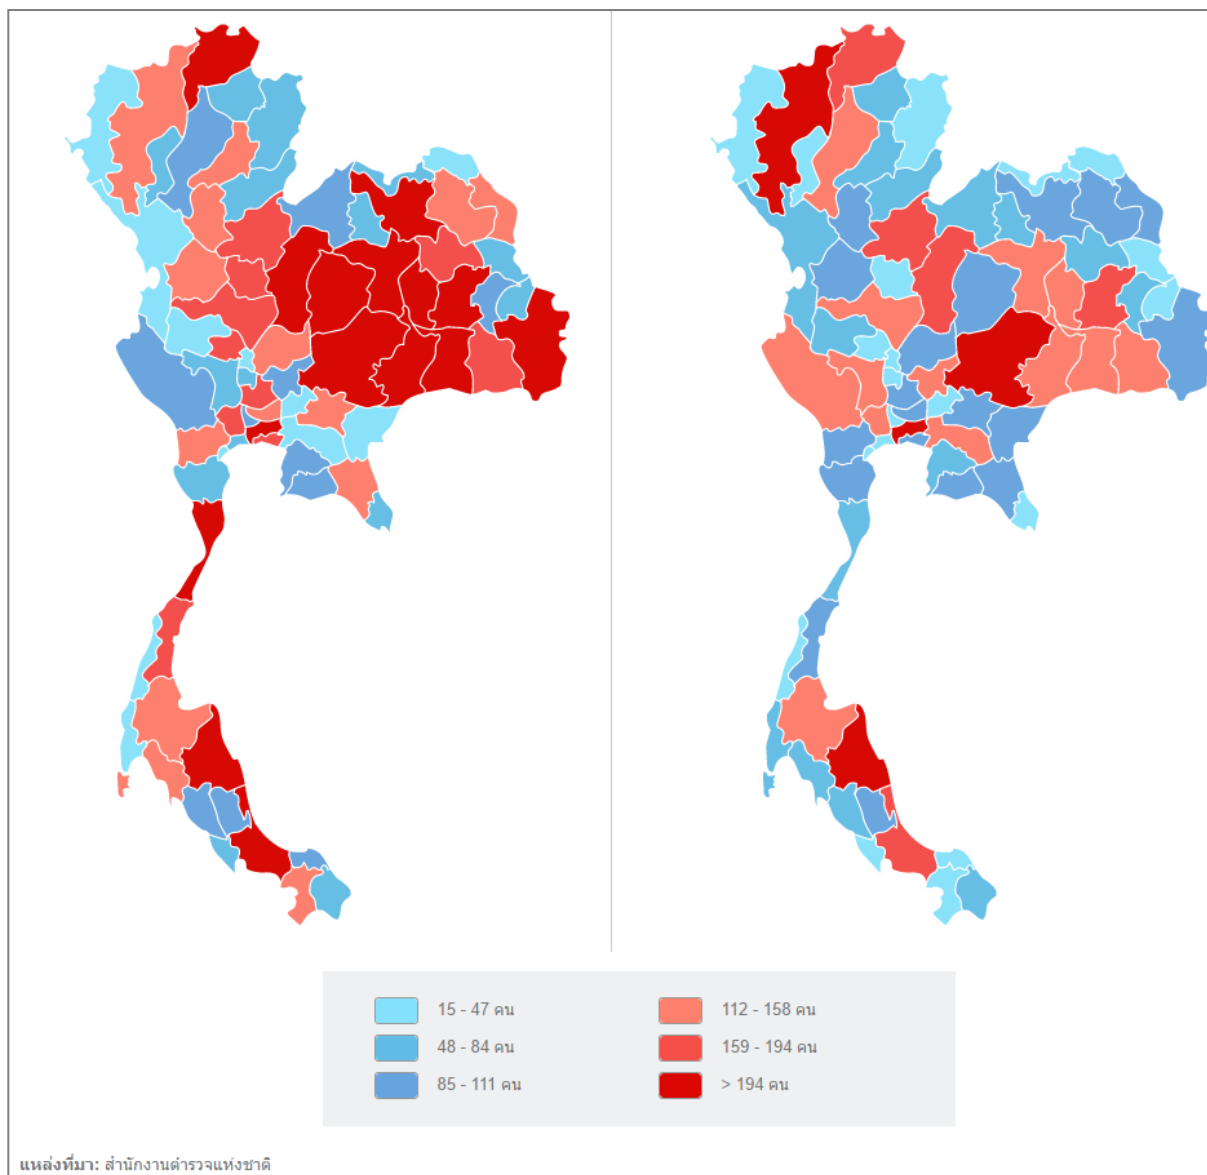 15 - 47 คน
48 - 84 คน
85 - 111 คน
112 - 158 คน
159 - 194 คน
> 194 คน
แหล่งที่มา: สำนักงานตำรวจแห่งชาติ